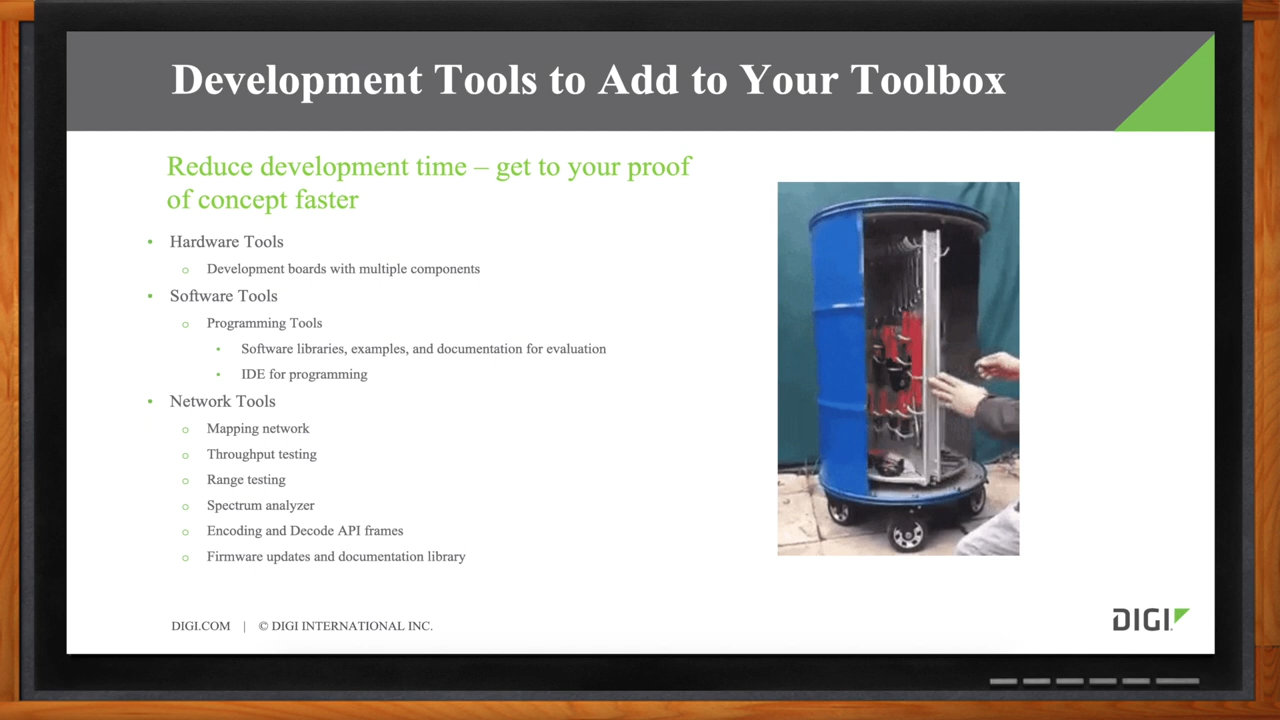 Development Tools to Add to Your Toolbox
Reduce development time – get to your proof
of concept faster
• Hardware Tools
o Development boards with multiple components
• Software Tools
o Programming Tools
• Software libraries, examples, and documentation for evaluation
• IDE for programming
• Network Tools
o Mapping network
o Throughput testing
o Range testing
o Spectrum analyzer
o Encoding and Decode API frames
o Firmware updates and documentation library
DIGI.COM | © DIGI INTERNATIONAL INC.
DIGI